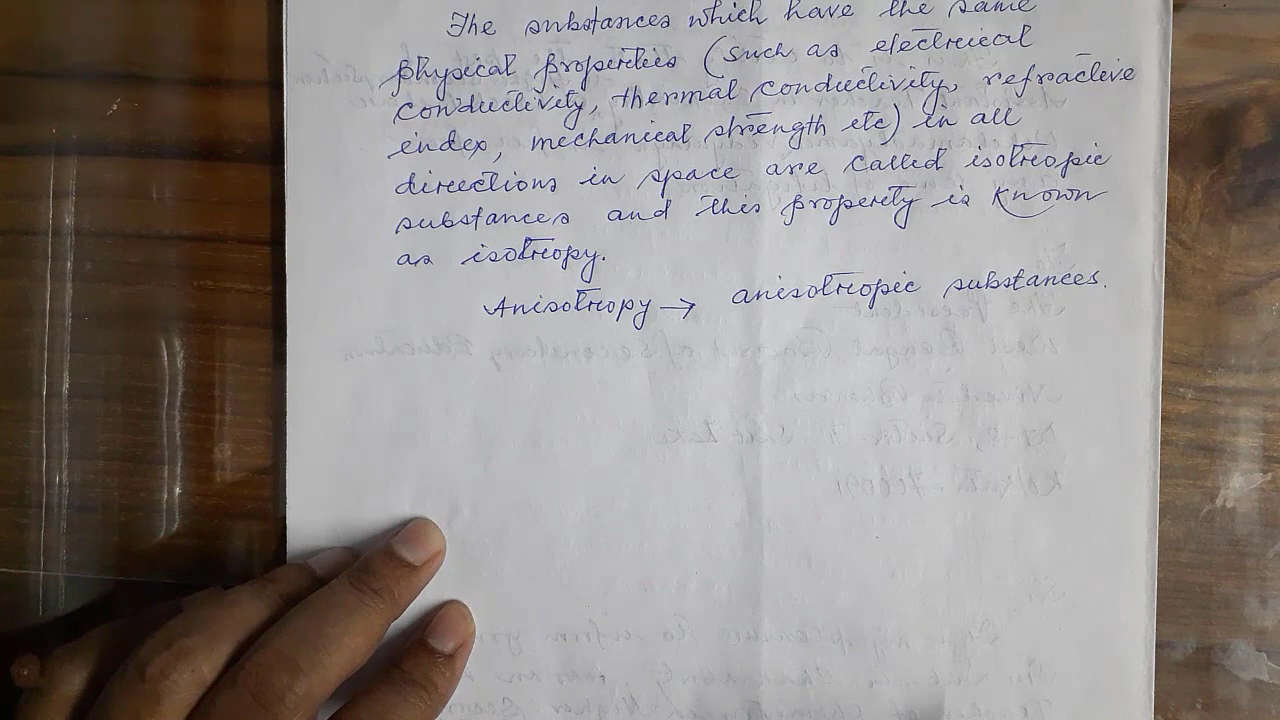 The substances which have the same
physical properties (such as electrical
conductivity, thermal conductivity, refractive
index, mechanical strength etc) in all
directions in space are called isotropic
substances and this property is known
as isotropy.
Anisotropy → anisotropic substances.